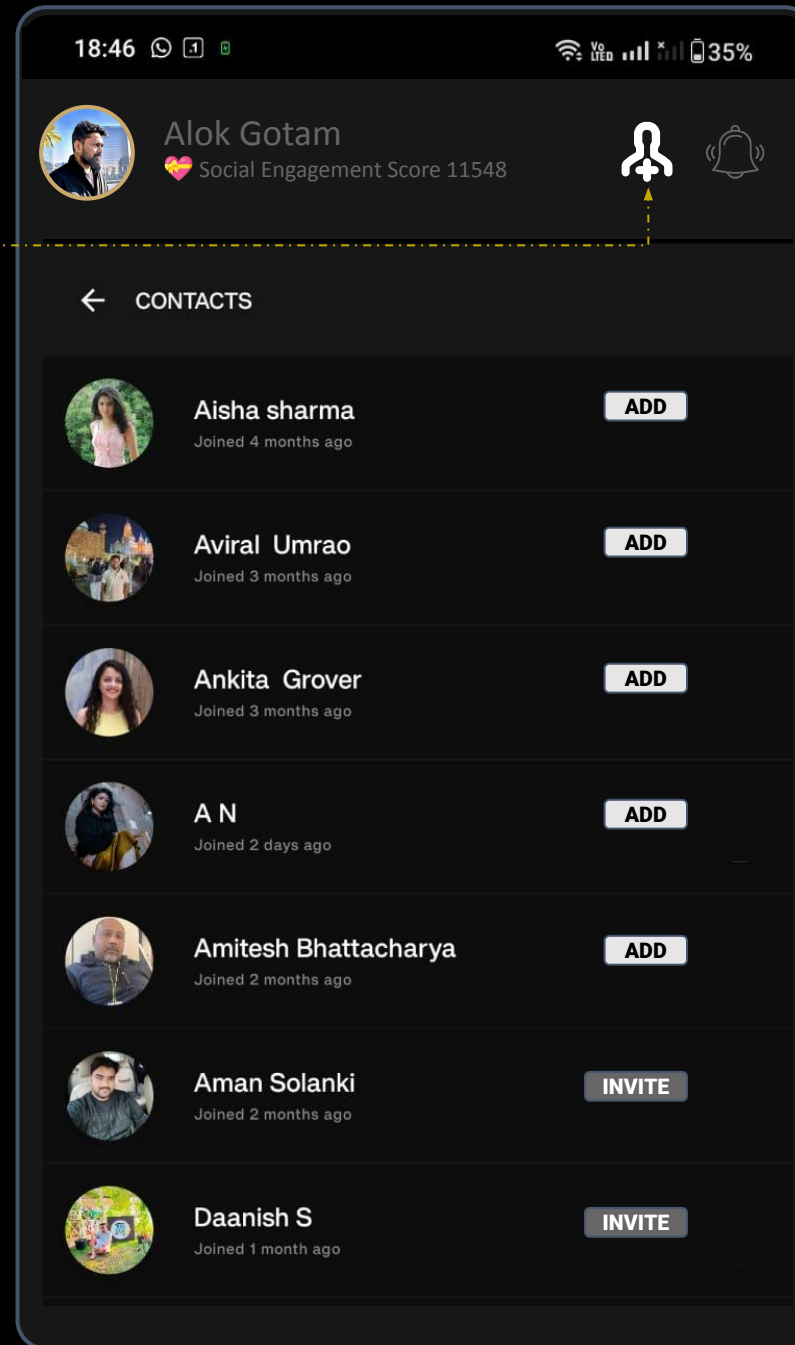 18:46
VoLTED
35%
Alok Gotam
💝 Social Engagement Score 11548
← CONTACTS
Aisha sharma
ADD
Joined 4 months ago
Aviral Umrao
ADD
Joined 3 months ago
Ankita Grover
ADD
Joined 3 months ago
A N
ADD
Joined 2 days ago
Amitesh Bhattacharya
ADD
Joined 2 months ago
Aman Solanki
INVITE
Joined 2 months ago
Daanish S
INVITE
Joined 1 month ago